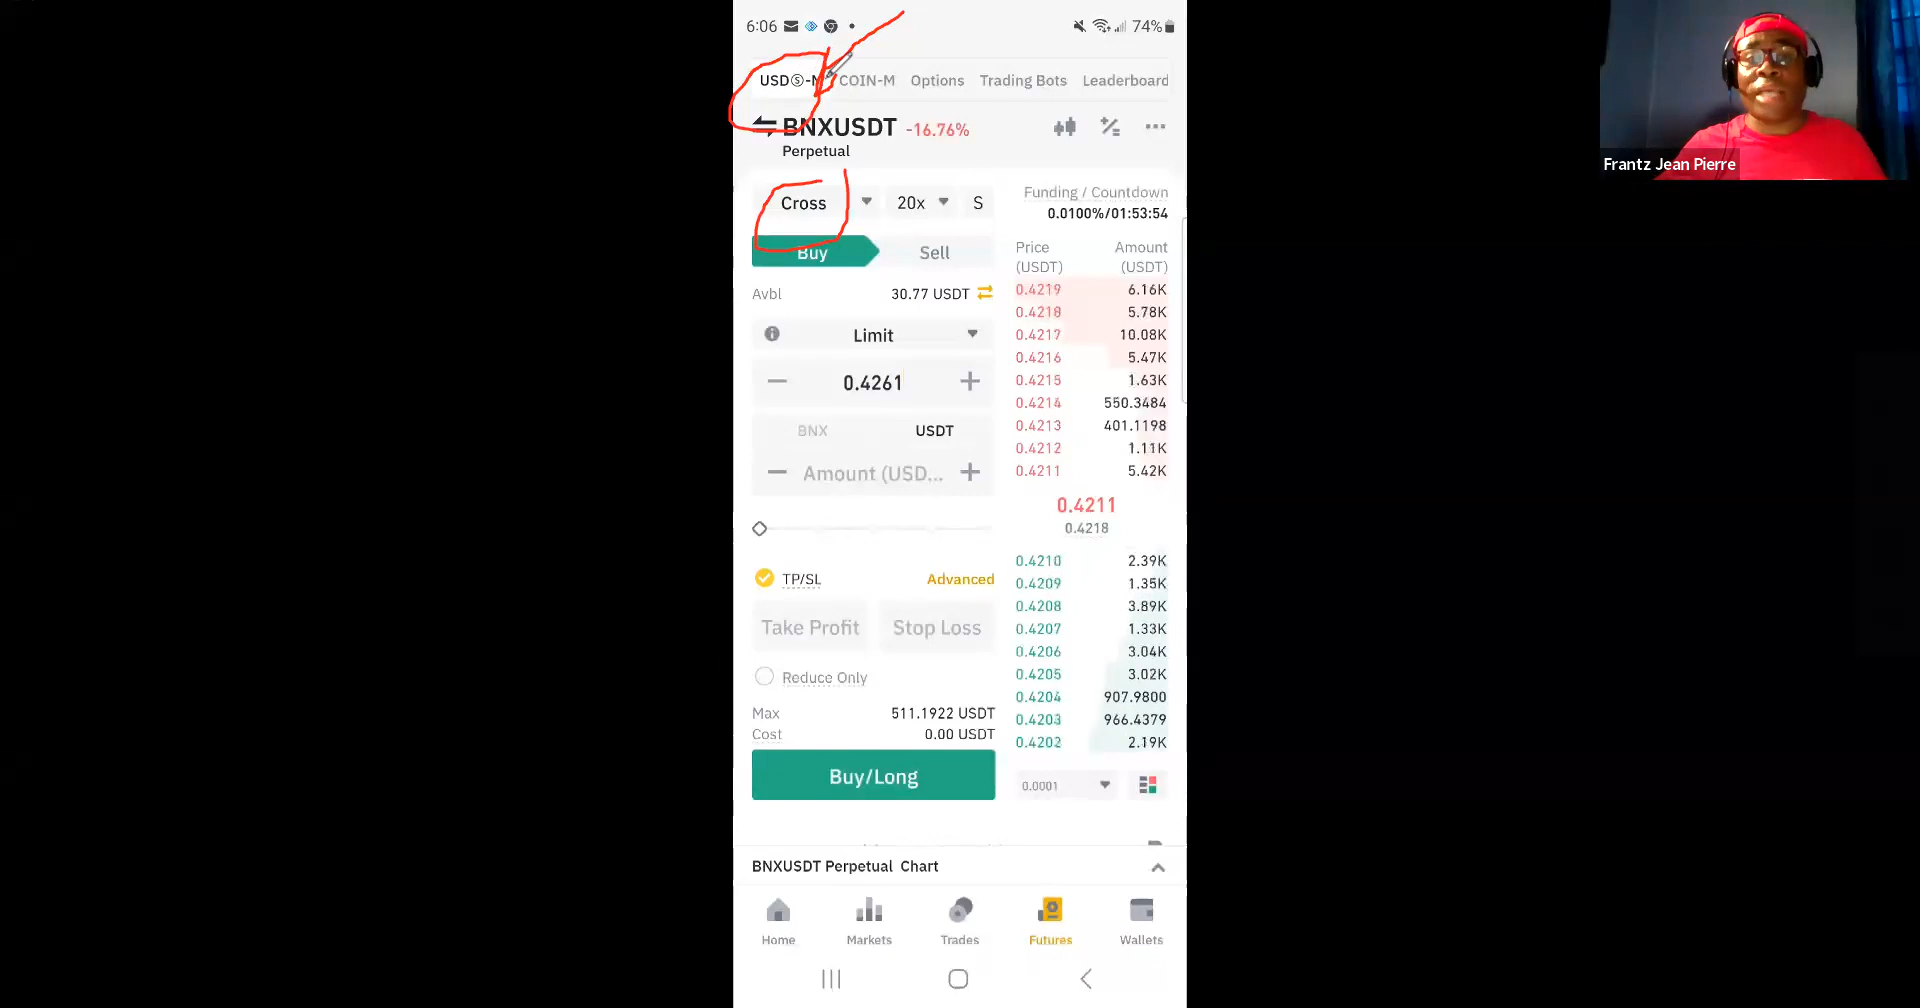 6:06 74%
USDⓈ-M COIN-M Options Trading Bots Leaderboard
BNXUSDT -16.76%
Perpetual
Cross 20x S
Funding / Countdown
0.0100%/01:53:54
Buy Sell
Price (USDT) Amount (USDT)
Avbl 30.77 USDT
Limit
0.4261
BNX USDT
Amount (USD...
TP/SL Advanced
Take Profit Stop Loss
Reduce Only
Max 511.1922 USDT
Cost 0.00 USDT
Buy/Long
0.4219 6.16K
0.4218 5.78K
0.4217 10.08K
0.4216 5.47K
0.4215 1.63K
0.4214 550.3484
0.4213 401.1198
0.4212 1.11K
0.4211 5.42K
0.4211
0.4218
0.4210 2.39K
0.4209 1.35K
0.4208 3.89K
0.4207 1.33K
0.4206 3.04K
0.4205 3.02K
0.4204 907.9800
0.4203 966.4379
0.4202 2.19K
0.0001
BNXUSDT Perpetual Chart
Home Markets Trades Futures Wallets
Frantz Jean Pierre